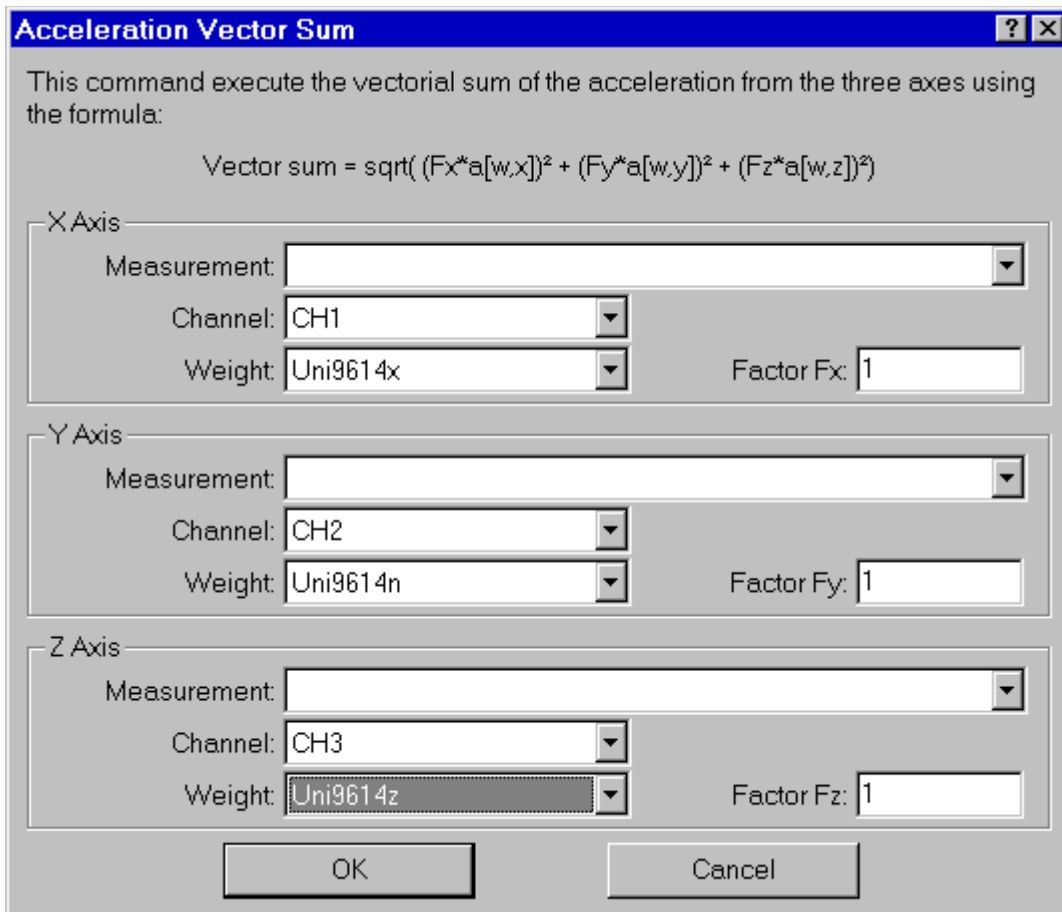 Acceleration Vector Sum
This command execute the vectorial sum of the acceleration from the three axes using
the formula:
Vector sum = sqrt( (Fx*a[w,x])² + (Fy*a[w,y])² + (Fz*a[w,z])²)
X Axis
Measurement:
Channel: CH1
Weight: Uni9614x Factor Fx: 1
Y Axis
Measurement:
Channel: CH2
Weight: Uni9614n Factor Fy: 1
Z Axis
Measurement:
Channel: CH3
Weight: Uni9614z Factor Fz: 1
OK Cancel